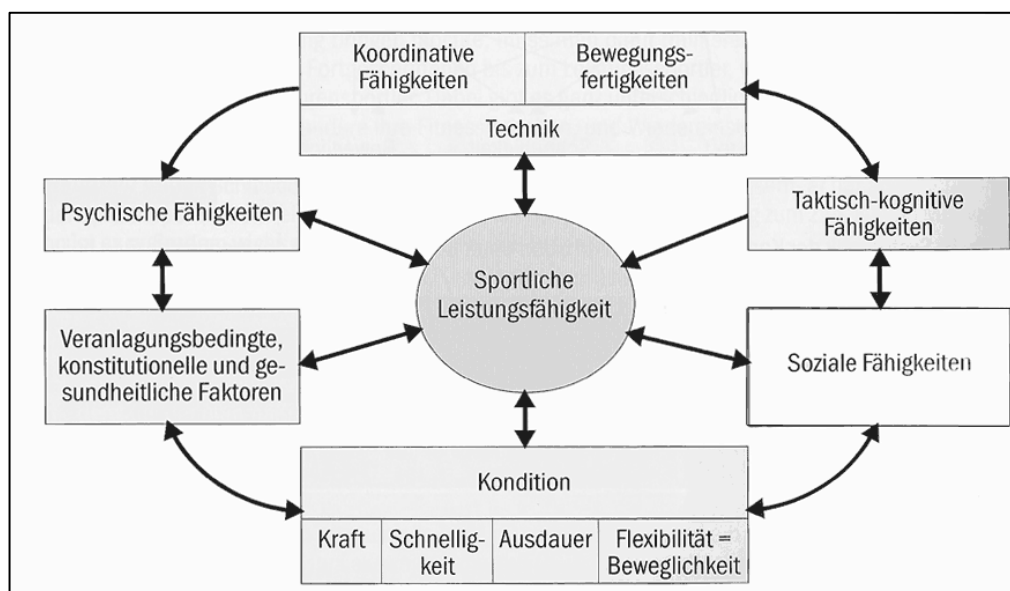 Koordinative
Fähigkeiten
Bewegungs-
fertigkeiten
Technik
Psychische Fähigkeiten
Taktisch-kognitive
Fähigkeiten
Sportliche
Leistungsfähigkeit
Veranlagungsbedingte,
konstitutionelle und ge-
sundheitliche Faktoren
Soziale Fähigkeiten
Kondition
Kraft
Schnellig-
keit
Ausdauer
Flexibilität =
Beweglichkeit